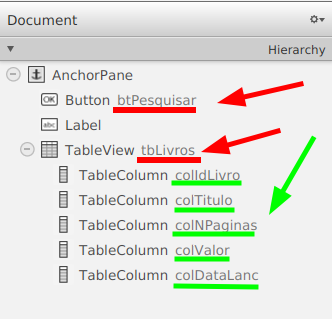 Document
Hierarchy
AnchorPane
OK Button btPesquisar
abc Label
TableView tbLivros
TableColumn colIdLivro
TableColumn colTitulo
TableColumn colNPaginas
TableColumn colValor
TableColumn colDataLanc